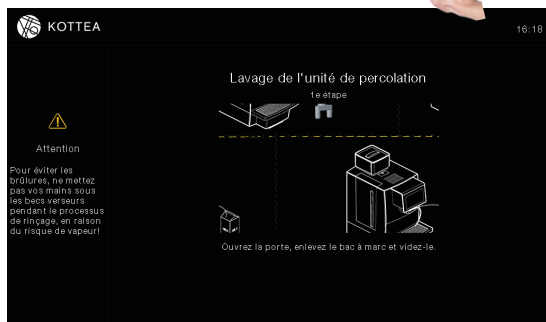 KOTTEA
16:18
Lavage de l'unité de percolation
1e étape
Attention
Pour éviter les
brûlures, ne mettez
pas vos mains sous
les becs verseurs
pendant le processus
de rinçage, en raison
du risque de vapeur!
Ouvrez la porte, enlevez le bac à marc et videz-le.